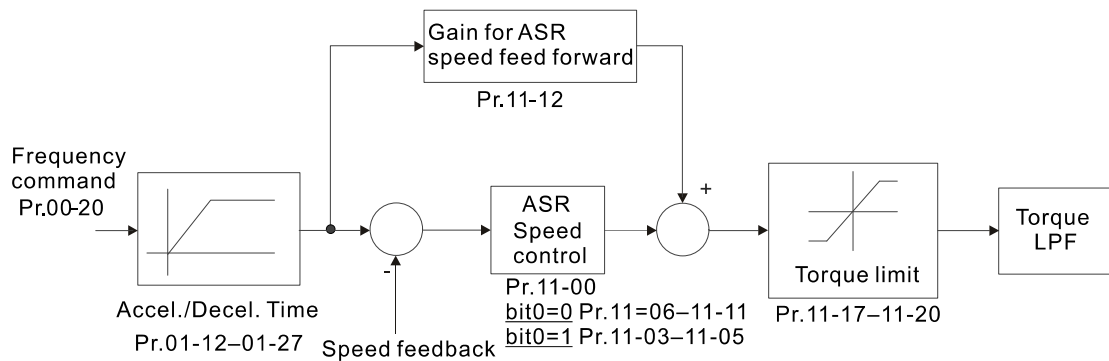 Gain for ASR
speed feed forward
Pr.11-12
Frequency
command
Pr.00-20
+
-
ASR
Speed
control
Torque limit
Torque
LPF
Accel./Decel. Time
Pr.01-12–01-27
Speed feedback
Pr.11-00
bit0=0 Pr.11=06–11-11
bit0=1 Pr.11-03–11-05
Pr.11-17–11-20